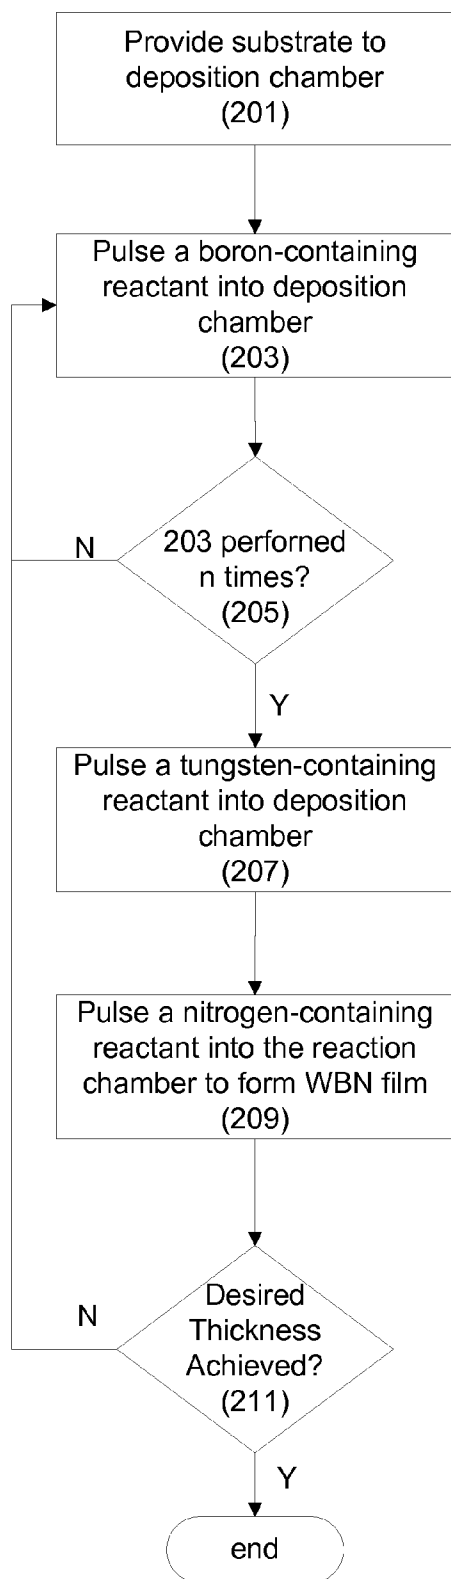 Provide substrate to
deposition chamber
(201)
Pulse a boron-containing
reactant into deposition
chamber
(203)
N
203 perforned
n times?
(205)
Y
Pulse a tungsten-containing
reactant into deposition
chamber
(207)
Pulse a nitrogen-containing
reactant into the reaction
chamber to form WBN film
(209)
N
Desired
Thickness
Achieved?
(211)
Y
end